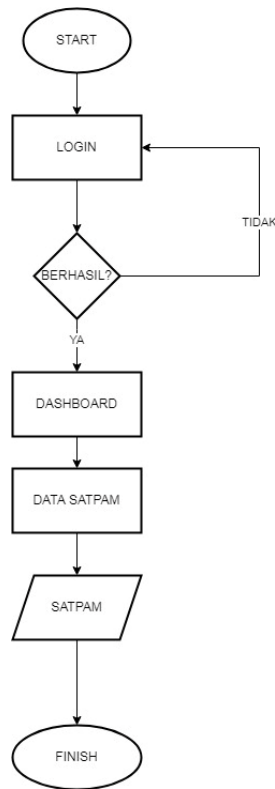 START
LOGIN
TIDAK
BERHASIL?
YA
DASHBOARD
DATA SATPAM
SATPAM
FINISH